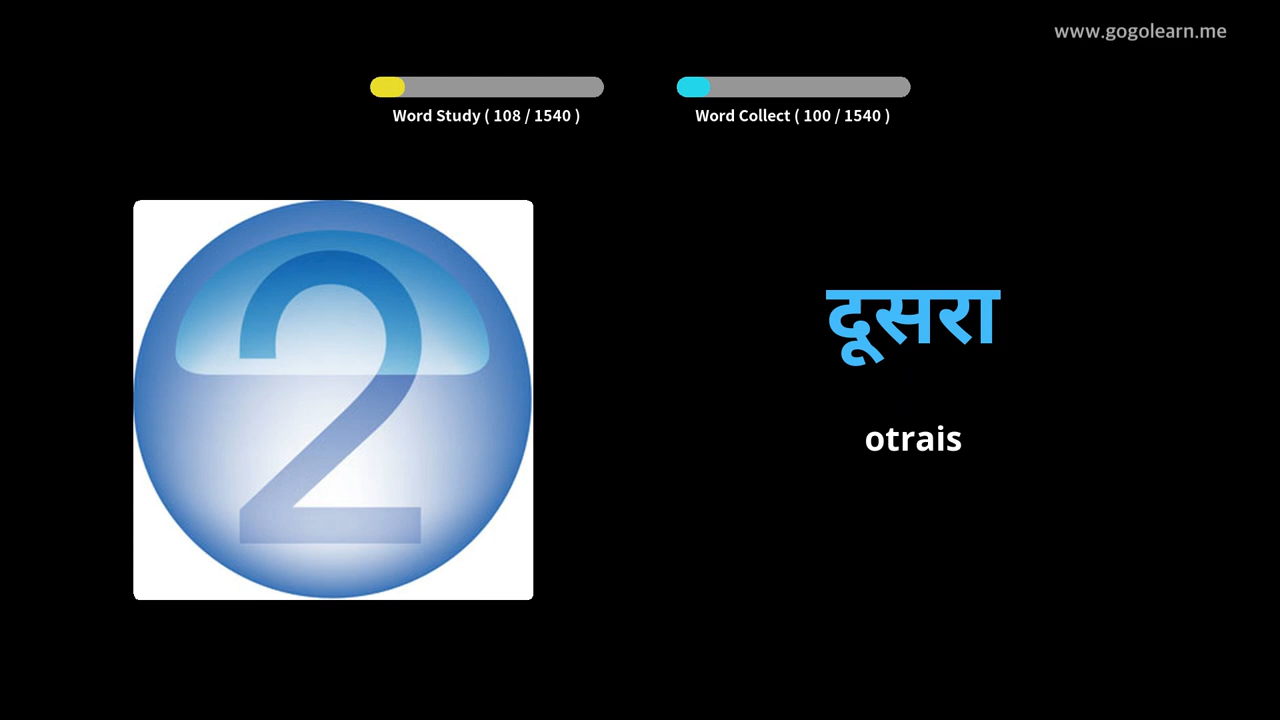 www.gogolearn.me
Word Study ( 108 / 1540 )
Word Collect ( 100 / 1540 )
2
दूसरा
otrais